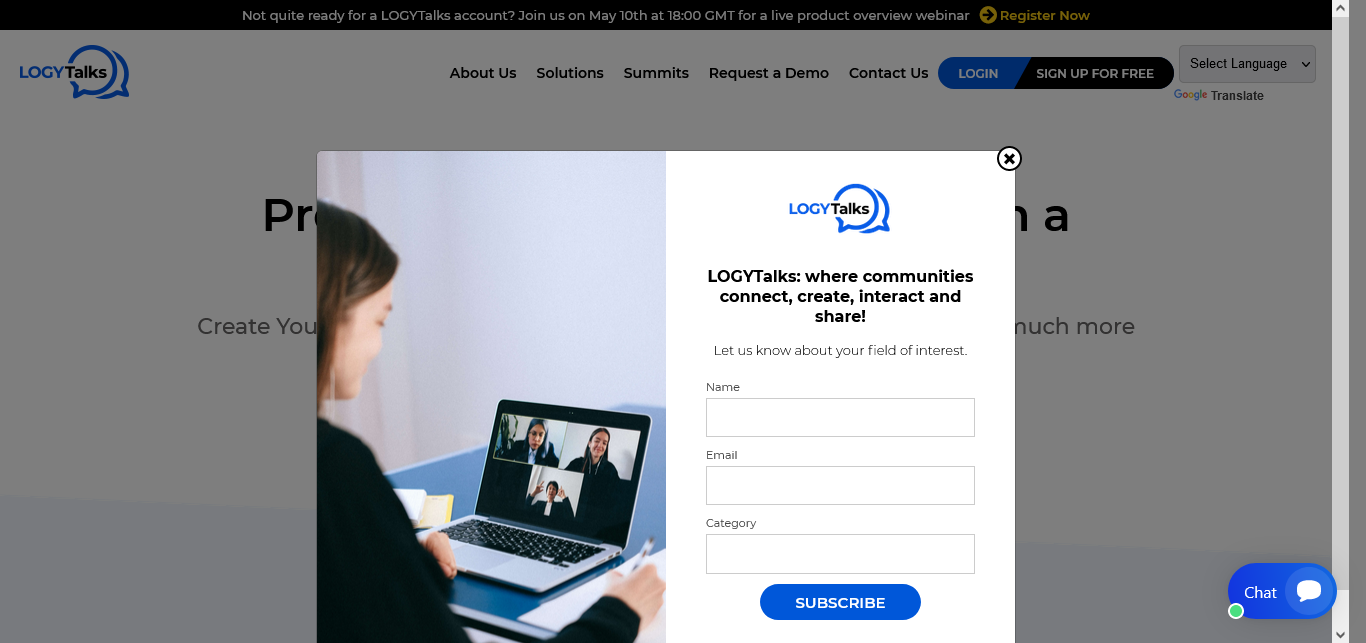 Not quite ready for a LOGYTalks account? Join us on May 10th at 18:00 GMT for a live product overview webinar Register Now
LOGYTalks
About Us Solutions Summits Request a Demo Contact Us LOGIN SIGN UP FOR FREE Select Language
Google Translate
LOGYTalks
a
LOGYTalks: where communities
connect, create, interact and
share!
Create You
much more
Let us know about your field of interest.
Name
Email
Category
Chat
SUBSCRIBE